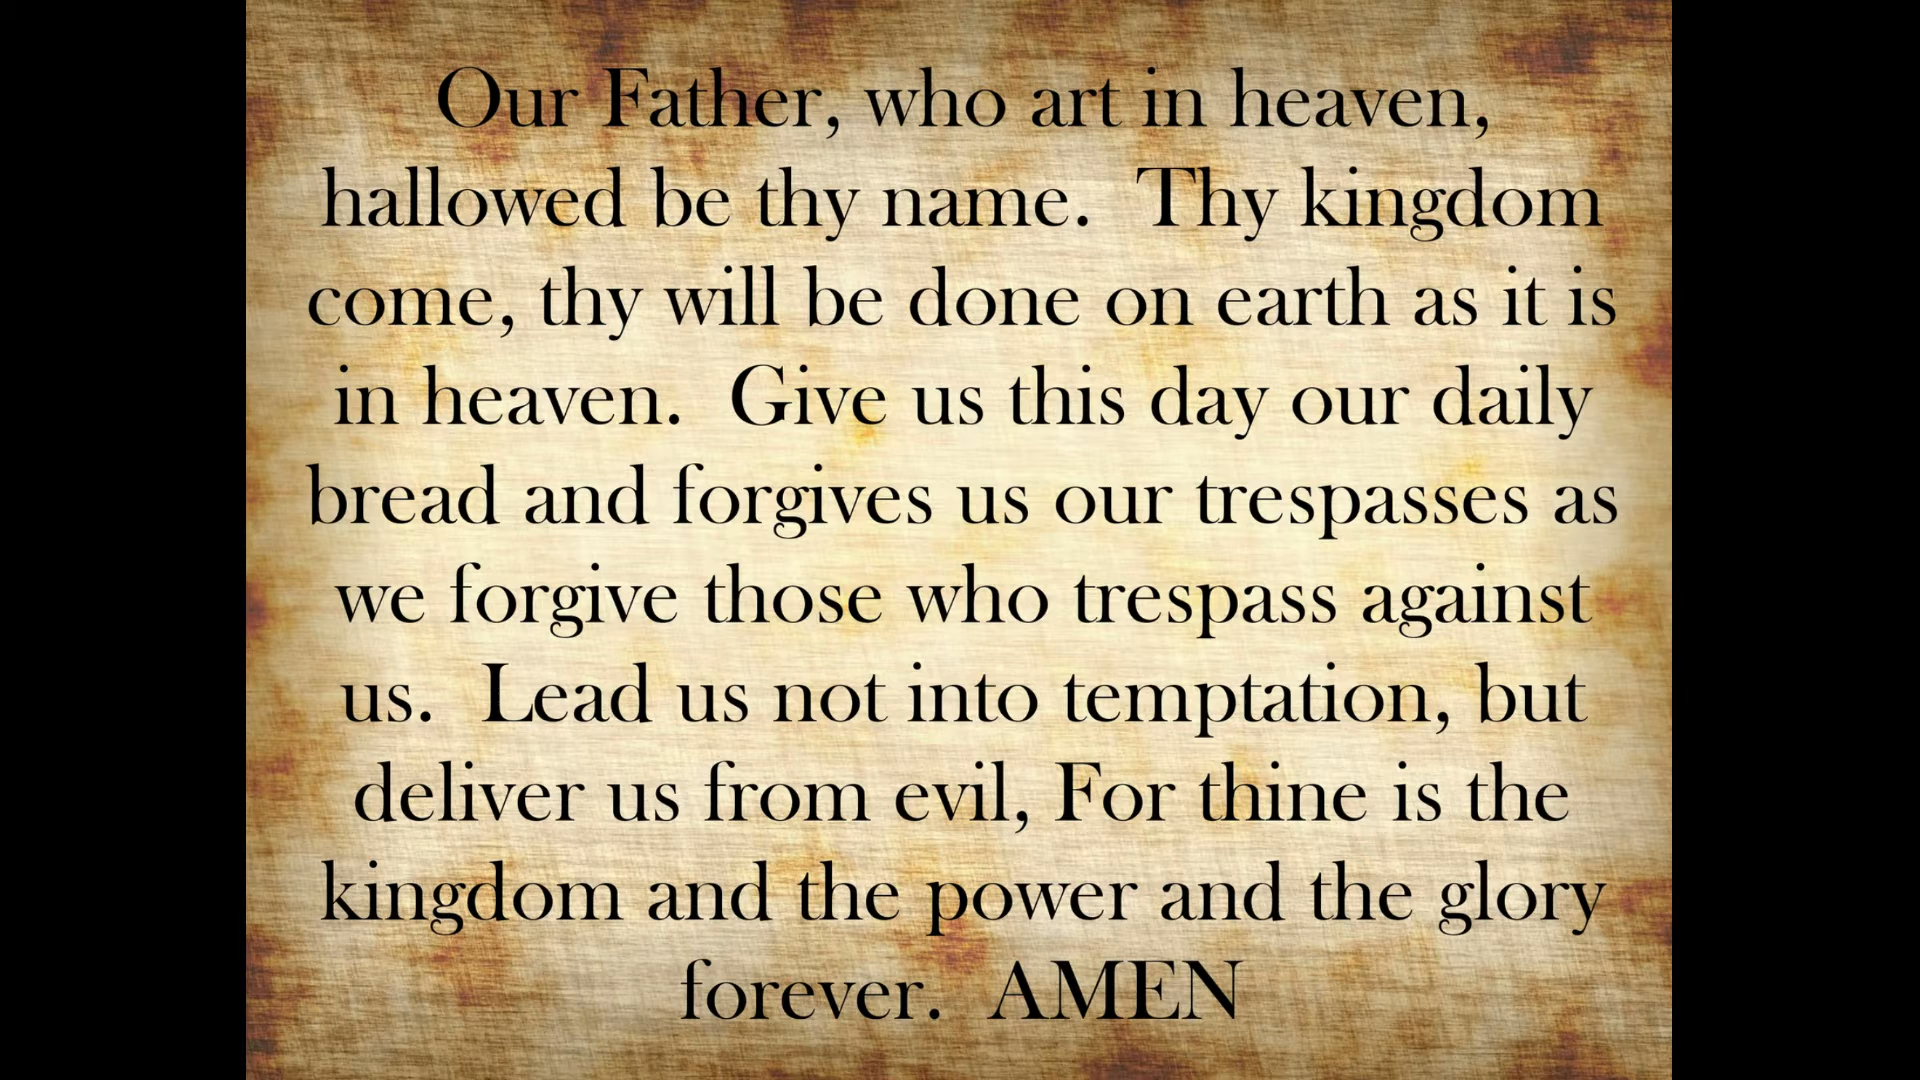 Our Father, who art in heaven,
hallowed be thy name.  Thy kingdom
come, thy will be done on earth as it is
in heaven.  Give us this day our daily
bread and forgives us our trespasses as
we forgive those who trespass against
us.  Lead us not into temptation, but
deliver us from evil, For thine is the
kingdom and the power and the glory
forever.  AMEN